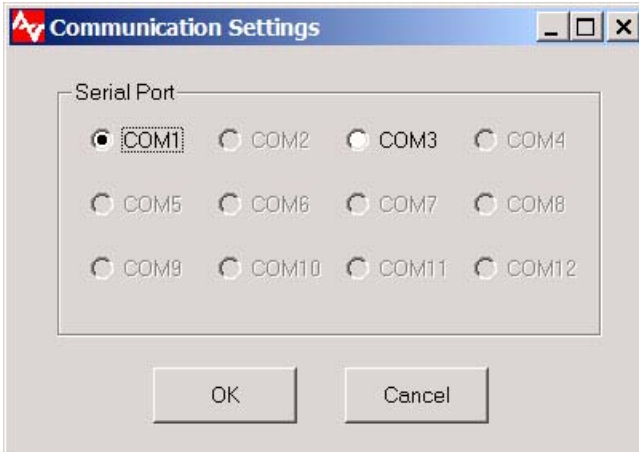 Communication Settings
Serial Port
COM1 COM2 COM3 COM4
COM5 COM6 COM7 COM8
COM9 COM10 COM11 COM12
OK Cancel